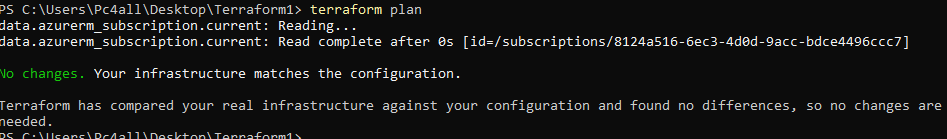 PS C:\Users\Pc4all\Desktop\Terraform1> terraform plan
data.azurerm_subscription.current: Reading...
data.azurerm_subscription.current: Read complete after 0s [id=/subscriptions/8124a516-6ec3-4d0d-9acc-bdce4496ccc7]
No changes. Your infrastructure matches the configuration.
Terraform has compared your real infrastructure against your configuration and found no differences, so no changes are
needed.
PS C:\Users\Pc4all\Desktop\Terraform1>